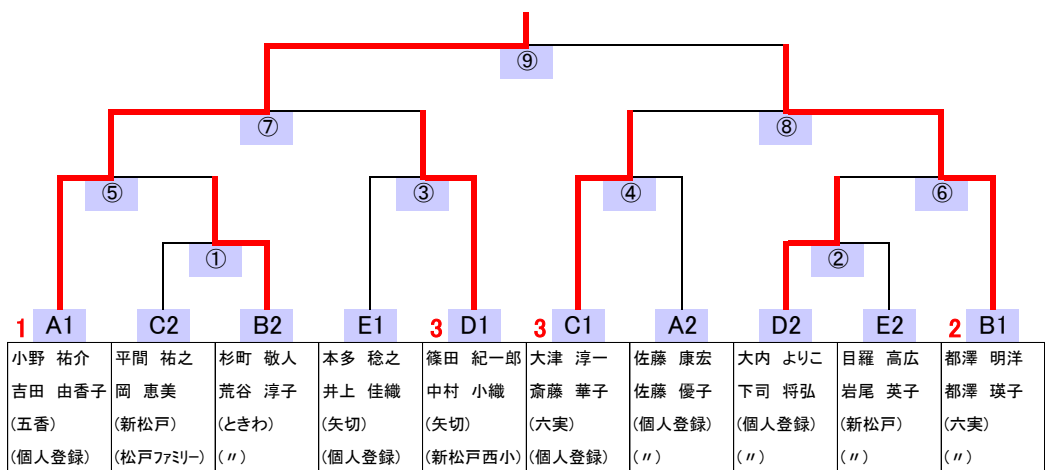 ⑨
⑦ ⑧
⑤ ③ ④ ⑥
① ②
1 A1 C2 B2 E1 3 D1 3 C1 A2 D2 E2 2 B1
小野 祐介 平間 祐之 杉町 敬人 本多 稔之 篠田 紀一郎 大津 淳一 佐藤 康宏 大内 よりこ 目羅 高広 都澤 明洋
吉田 由香子 岡 恵美 荒谷 淳子 井上 佳織 中村 小織 斎藤 華子 佐藤 優子 下司 将弘 岩尾 英子 都澤 瑛子
(五香) (新松戸) (ときわ) (矢切) (矢切) (六実) (個人登録) (個人登録) (新松戸) (六実)
(個人登録) (松戸ファミリー) (〃) (個人登録) (新松戸西小) (個人登録) (〃) (〃) (〃) (〃)